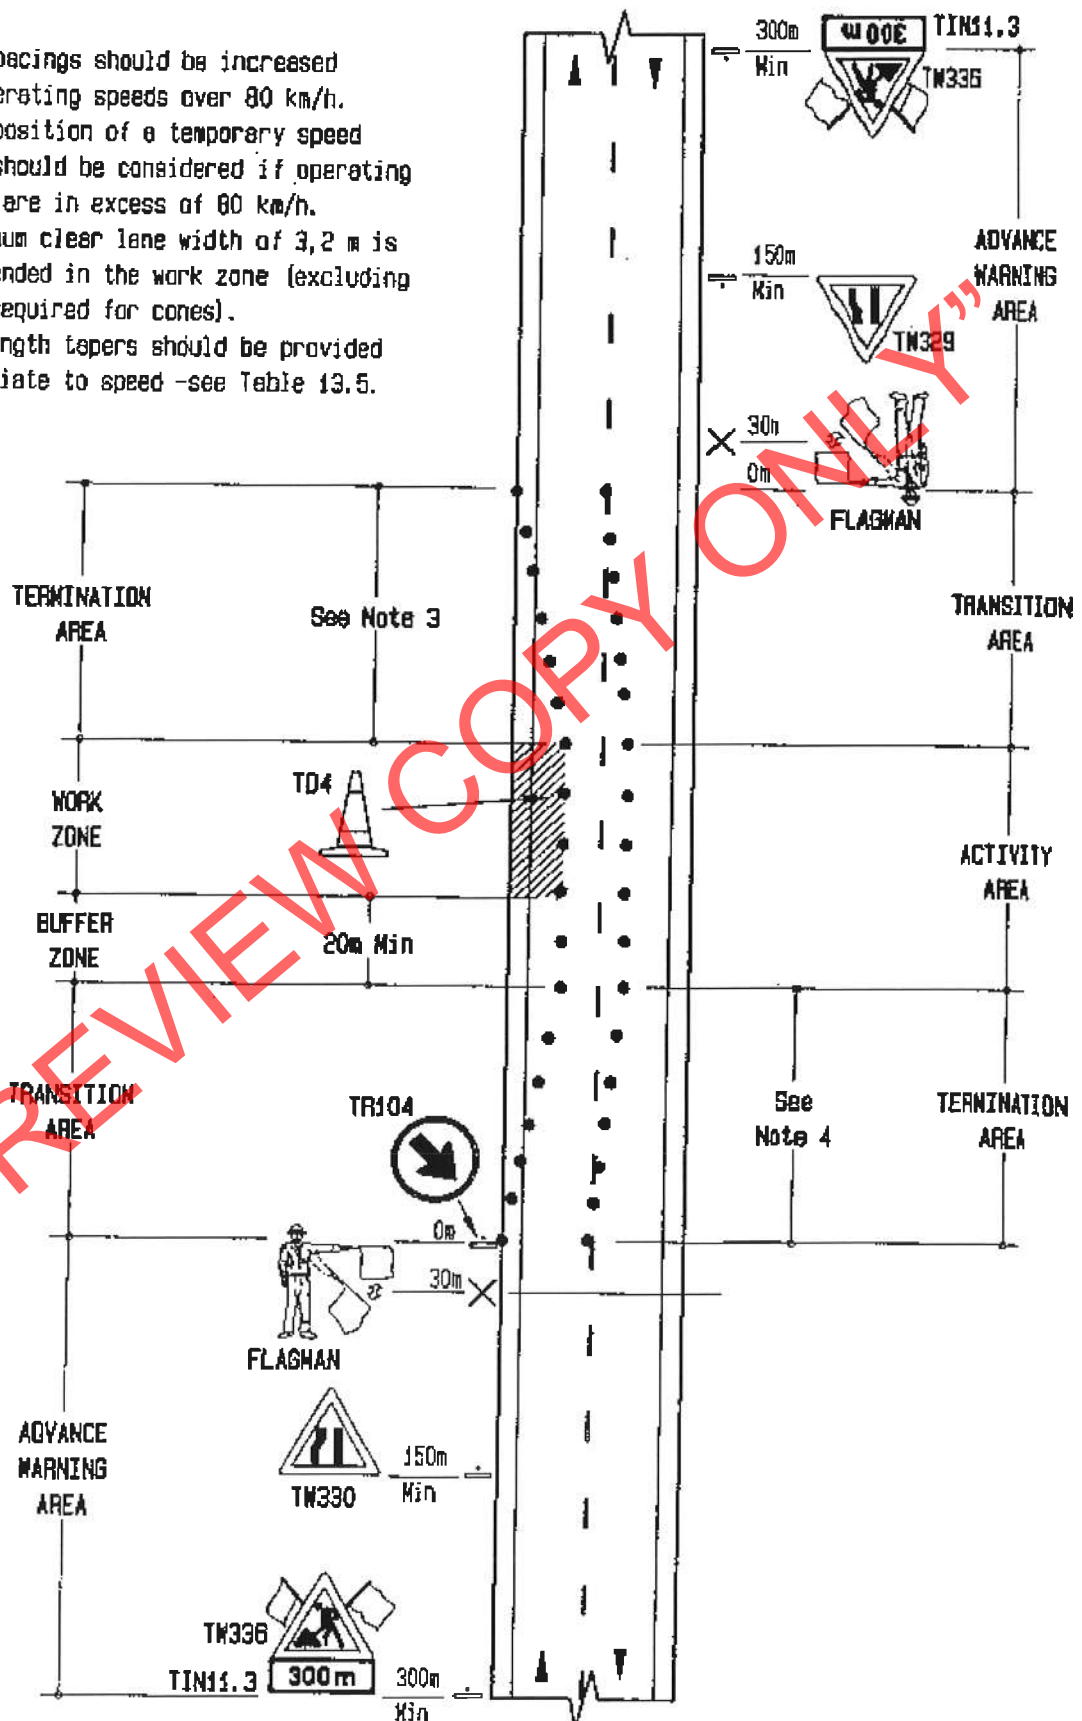 pacings should be increased
erating speeds over 80 km/h.
position of a temporary speed
should be considered if operating
are in excess of 80 km/h.
num clear lane width of 3,2 m is
ended in the work zone (excluding
required for cones).
ngth tapers should be provided
iate to speed -see Table 13.5.
300m
Min
300 m
TIN11.3
TW336
ADVANCE
WARNING
AREA
150m
Min
TW329
30m
0m
FLAGMAN
TERMINATION
AREA
See Note 3
TRANSITION
AREA
TD4
WORK
ZONE
ACTIVITY
AREA
BUFFER
ZONE
20m Min
TRANSITION
AREA
TR104
See
Note 4
TERMINATION
AREA
0m
30m
FLAGMAN
ADVANCE
WARNING
AREA
150m
Min
TW330
TW336
TIN11.3
300m
300m
Min
REVIEW COPY ONLY"